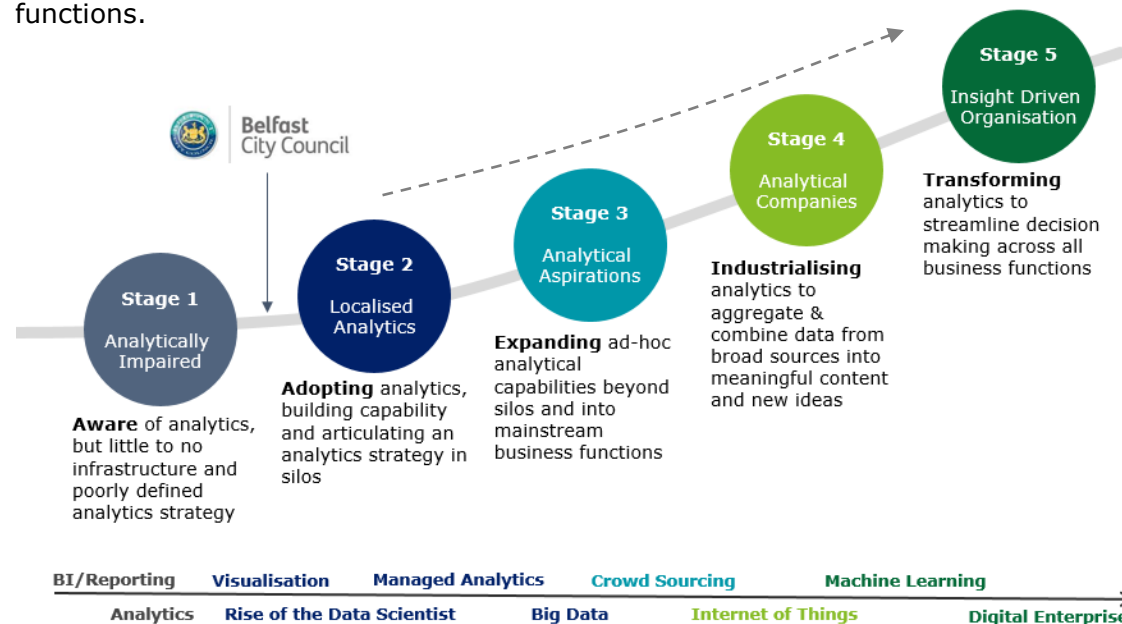 functions.
Belfast
City Council
Stage 1
Analytically
Impaired
Aware of analytics,
but little to no
infrastructure and
poorly defined
analytics strategy
Stage 2
Localised
Analytics
Adopting analytics,
building capability
and articulating an
analytics strategy in
silos
Stage 3
Analytical
Aspirations
Expanding ad-hoc
analytical
capabilities beyond
silos and into
mainstream
business functions
Stage 4
Analytical
Companies
Industrialising
analytics to
aggregate &
combine data from
broad sources into
meaningful content
and new ideas
Stage 5
Insight Driven
Organisation
Transforming
analytics to
streamline decision
making across all
business functions
BI/Reporting Visualisation Managed Analytics Crowd Sourcing Machine Learning
Analytics Rise of the Data Scientist Big Data Internet of Things Digital Enterprise